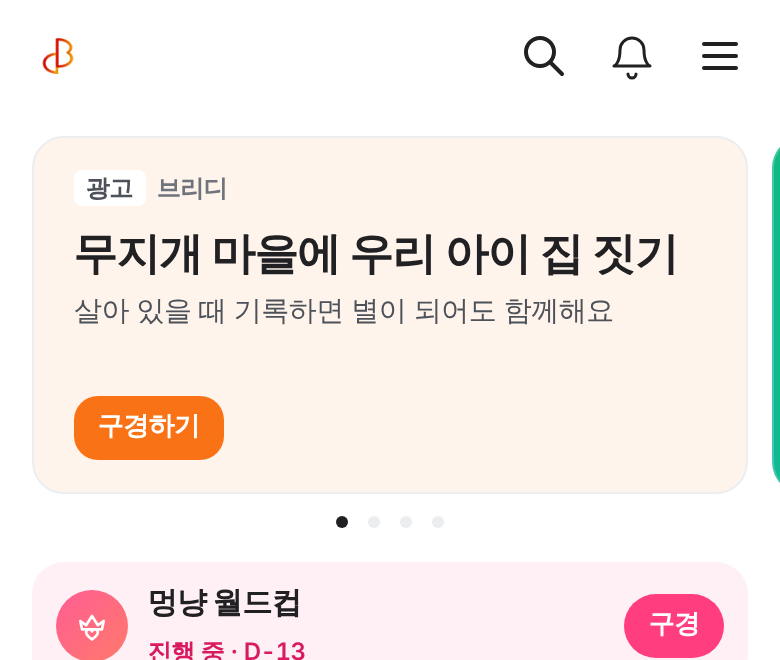 광고 브리디
무지개 마을에 우리 아이 집 짓기
살아 있을 때 기록하면 별이 되어도 함께해요
구경하기
멍냥 월드컵
구경
진행 중 · D-13